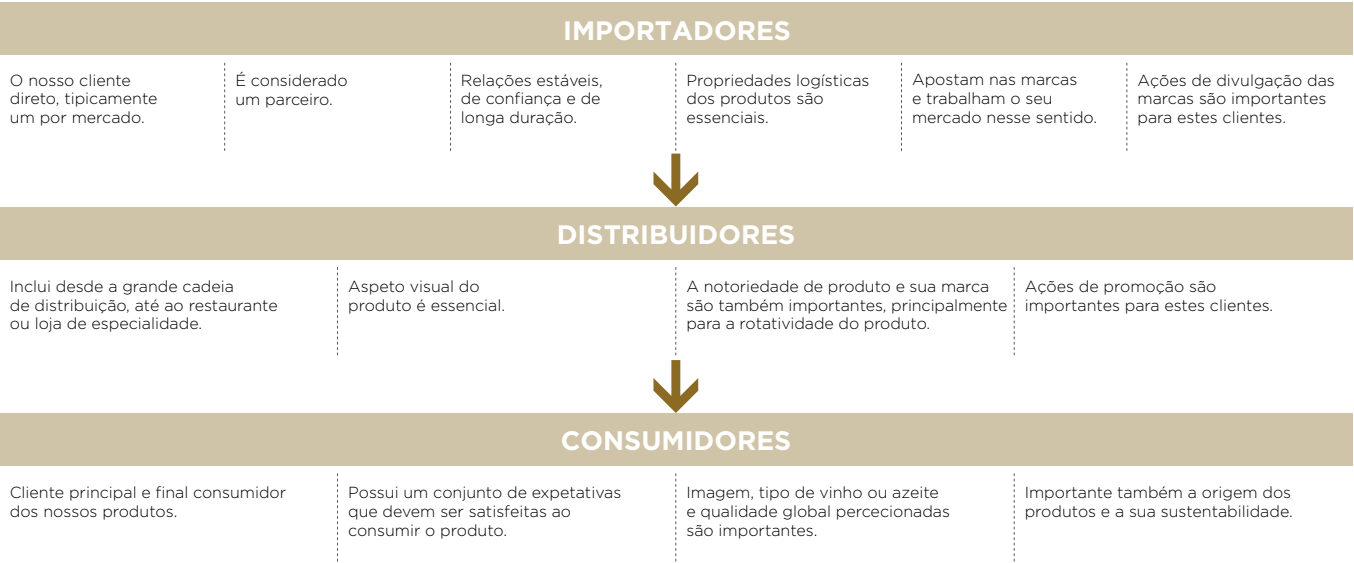 IMPORTADORES
O nosso cliente
direto, tipicamente
um por mercado.
É considerado
um parceiro.
Relações estáveis,
de confiança e de
longa duração.
Propriedades logísticas
dos produtos são
essenciais.
Apostam nas marcas
e trabalham o seu
mercado nesse sentido.
Ações de divulgação das
marcas são importantes
para estes clientes.
DISTRIBUIDORES
Inclui desde a grande cadeia
de distribuição, até ao restaurante
ou loja de especialidade.
Aspeto visual do
produto é essencial.
A notoriedade de produto e sua marca
são também importantes, principalmente
para a rotatividade do produto.
Ações de promoção são
importantes para estes clientes.
CONSUMIDORES
Cliente principal e final consumidor
dos nossos produtos.
Possui um conjunto de expetativas
que devem ser satisfeitas ao
consumir o produto.
Imagem, tipo de vinho ou azeite
e qualidade global percecionadas
são importantes.
Importante também a origem dos
produtos e a sua sustentabilidade.